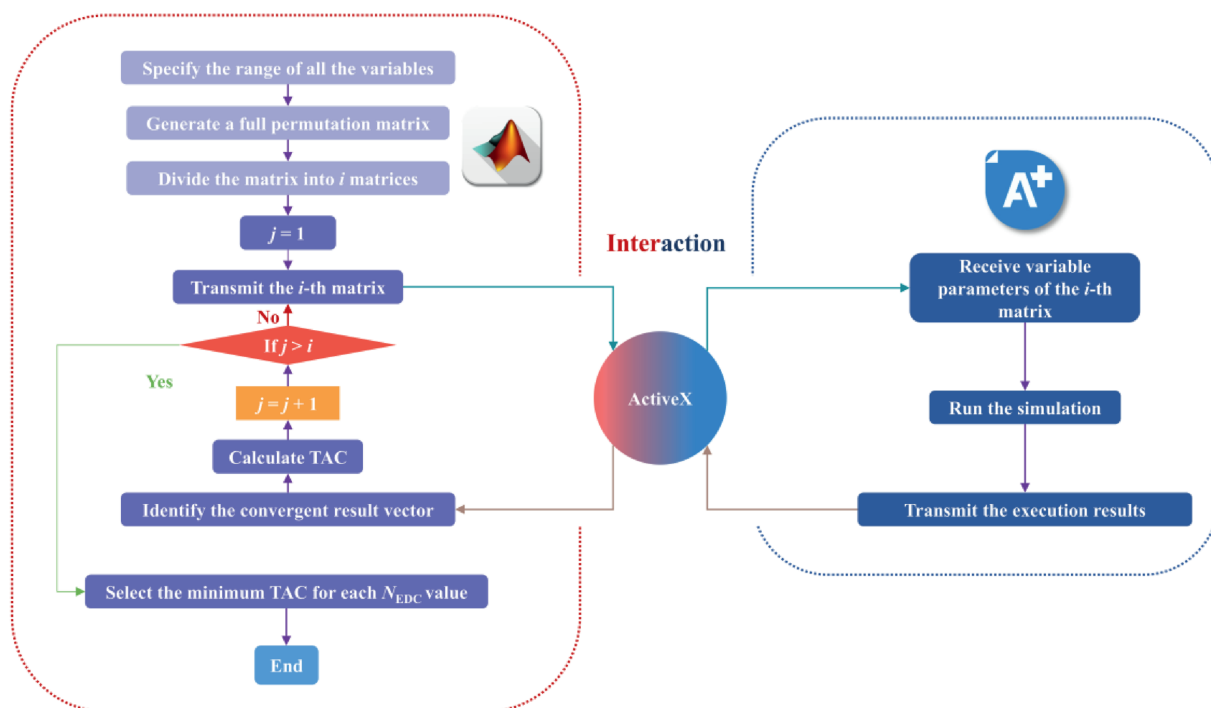 Specify the range of all the variables
Generate a full permutation matrix
Divide the matrix into i matrices
j = 1
Transmit the i-th matrix
No
If j > i
Yes
j = j + 1
Calculate TAC
Identify the convergent result vector
Select the minimum TAC for each NEDC value
End
Interaction
ActiveX
A+
Receive variable
parameters of the i-th
matrix
Run the simulation
Transmit the execution results